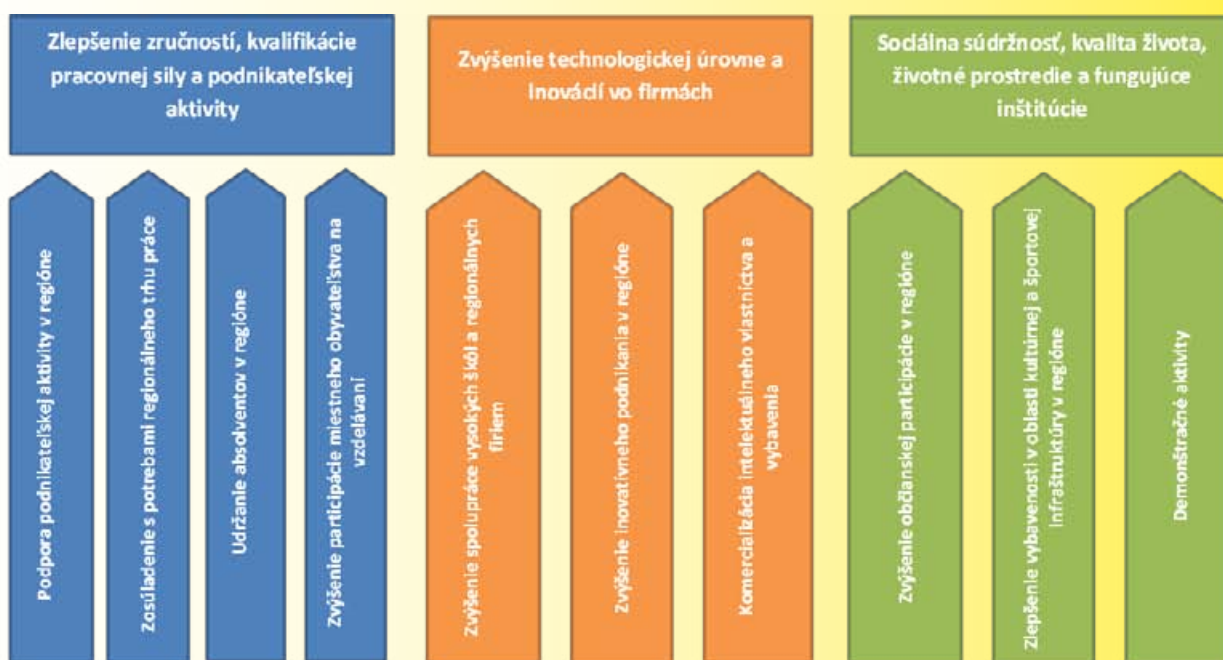 Zlepšenie zručností, kvalifikácie
pracovnej sily a podnikateľskej
aktivity
Zvýšenie technologickej úrovne a
inovácií vo firmách
Sociálna súdržnosť, kvalita života,
životné prostredie a fungujúce
inštitúcie
Podpora podnikateľskej aktivity v regióne
Zosúladenie s potrebami regionálneho trhu práce
Udržanie absolventov v regióne
Zvýšenie participácie miestneho obyvateľstva na
vzdelávaní
Zvýšenie spolupráce vysokých škôl a regionálnych
firiem
Zvýšenie inovatívneho podnikania v regióne
Komercializácia intelektuálneho vlastníctva a
vybavenia
Zvýšenie občianskej participácie v regióne
Zlepšenie vybavenosti v oblasti kultúrnej a športovej
infraštruktúry v regióne
Demonštračné aktivity